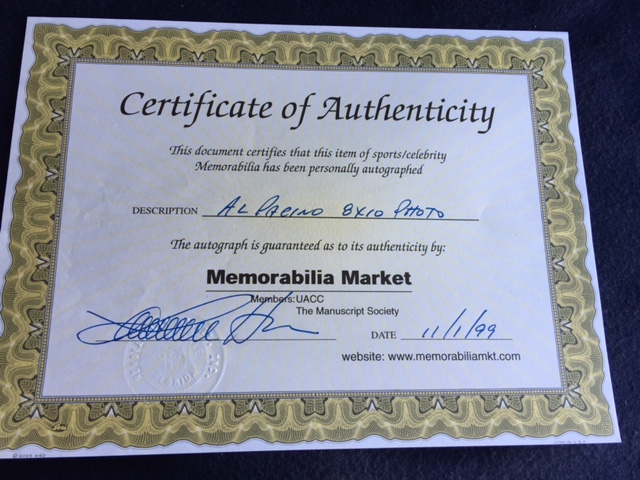 Certificate of Authenticity
This document certifies that this item of sports/celebrity
Memorabilia has been personally autographed
DESCRIPTION AL PACINO 8X10 PHOTO
The autograph is guaranteed as to its authenticity by:
Memorabilia Market
Members: UACC
The Manuscript Society
DATE 11/1/99
website: www.memorabiliamkt.com